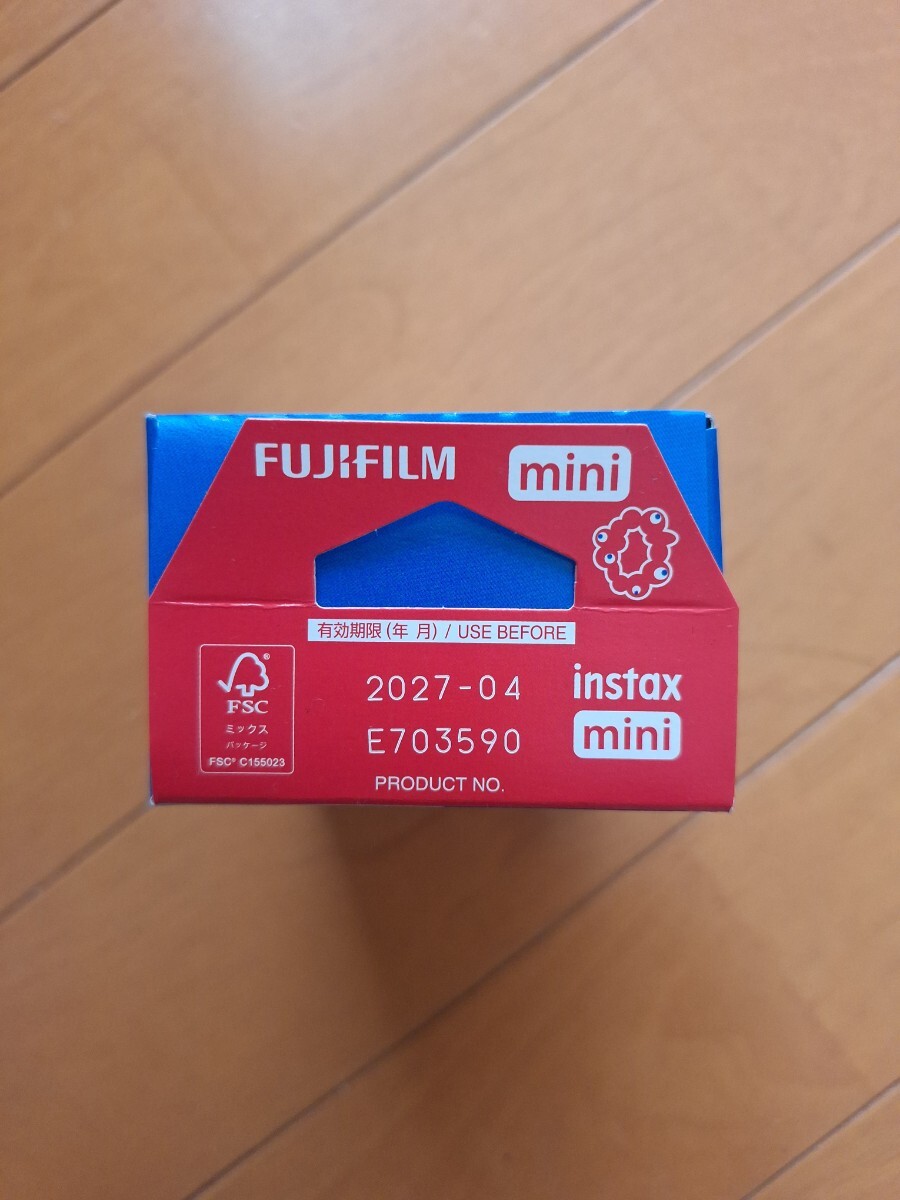 FUJIFILM
mini
有効期限(年 月) / USE BEFORE
2027-04
E703590
PRODUCT NO.
instax
mini
FSC®
ミックス
パッケージ
FSC® C155023